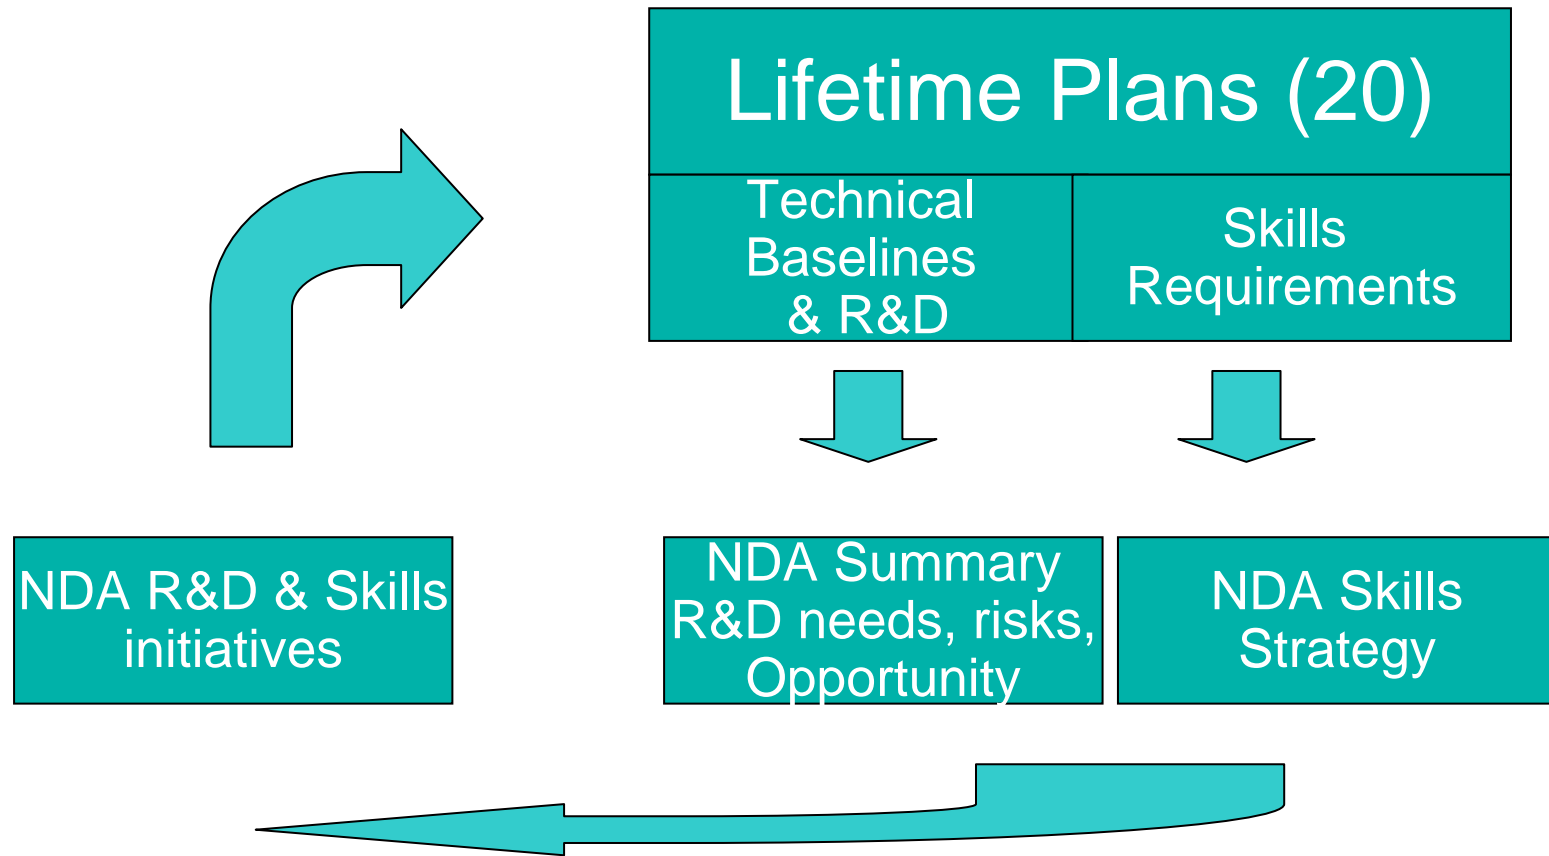 Lifetime Plans (20)
Technical
Baselines
& R&D
Skills
Requirements
NDA R&D & Skills
initiatives
NDA Summary
R&D needs, risks,
Opportunity
NDA Skills
Strategy